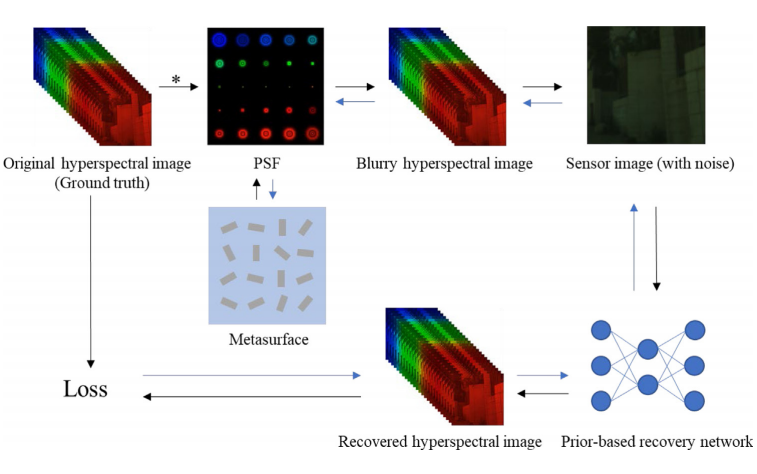 *
Original hyperspectral image
(Ground truth)
PSF
Blurry hyperspectral image
Sensor image (with noise)
Metasurface
Loss
Recovered hyperspectral image
Prior-based recovery network